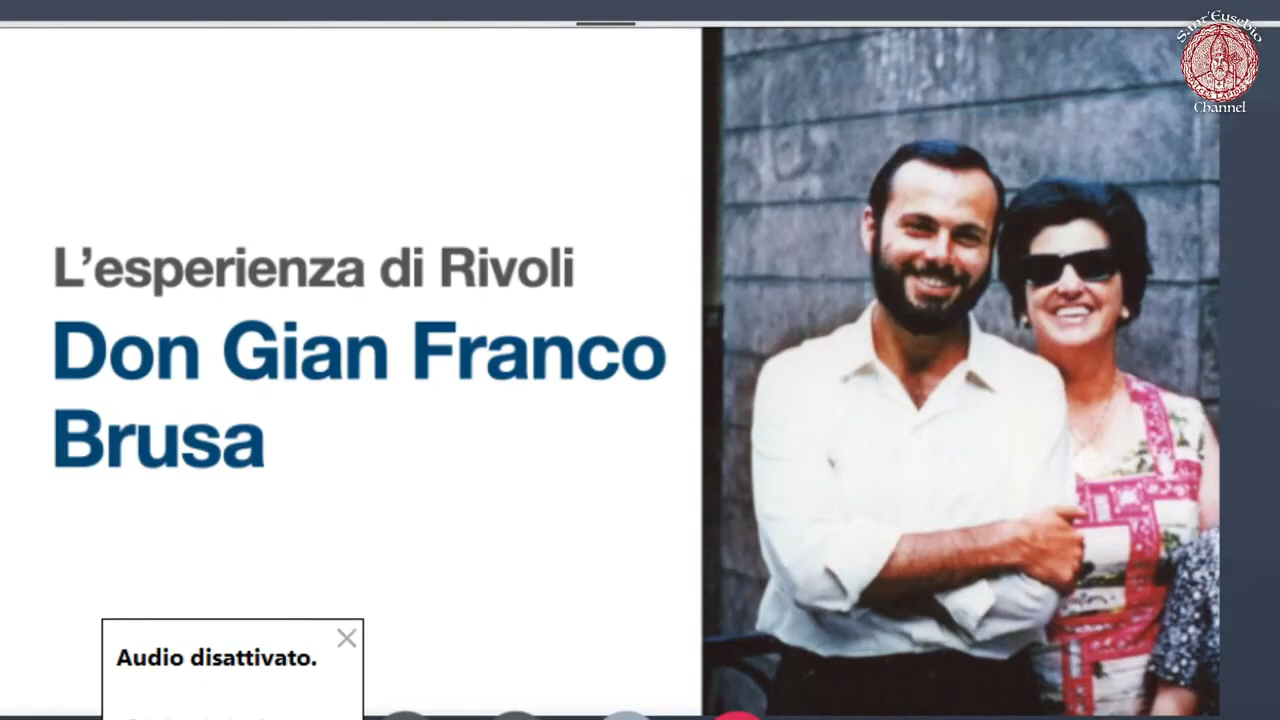 Sant'Eusebio
Channel
L'esperienza di Rivoli
Don Gian Franco
Brusa
Audio disattivato.